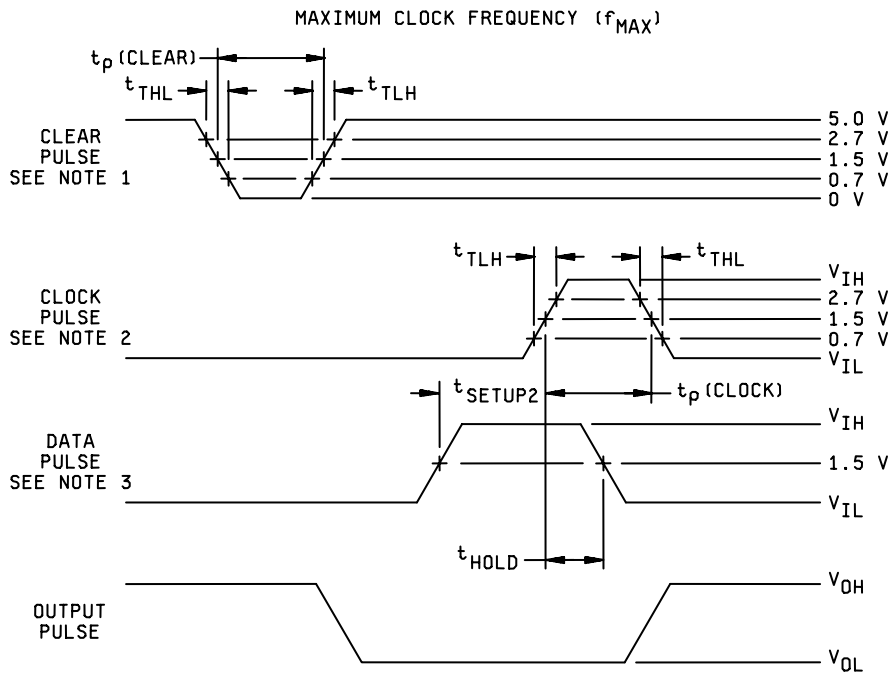 MAXIMUM CLOCK FREQUENCY (fMAX)
tp(CLEAR)
tTHL
tTLH
CLEAR
PULSE
SEE NOTE 1
5.0 V
2.7 V
1.5 V
0.7 V
0 V
tTLH
tTHL
CLOCK
PULSE
SEE NOTE 2
VIH
2.7 V
1.5 V
0.7 V
VIL
tSETUP2
tp(CLOCK)
DATA
PULSE
SEE NOTE 3
VIH
1.5 V
VIL
tHOLD
OUTPUT
PULSE
VOH
VOL